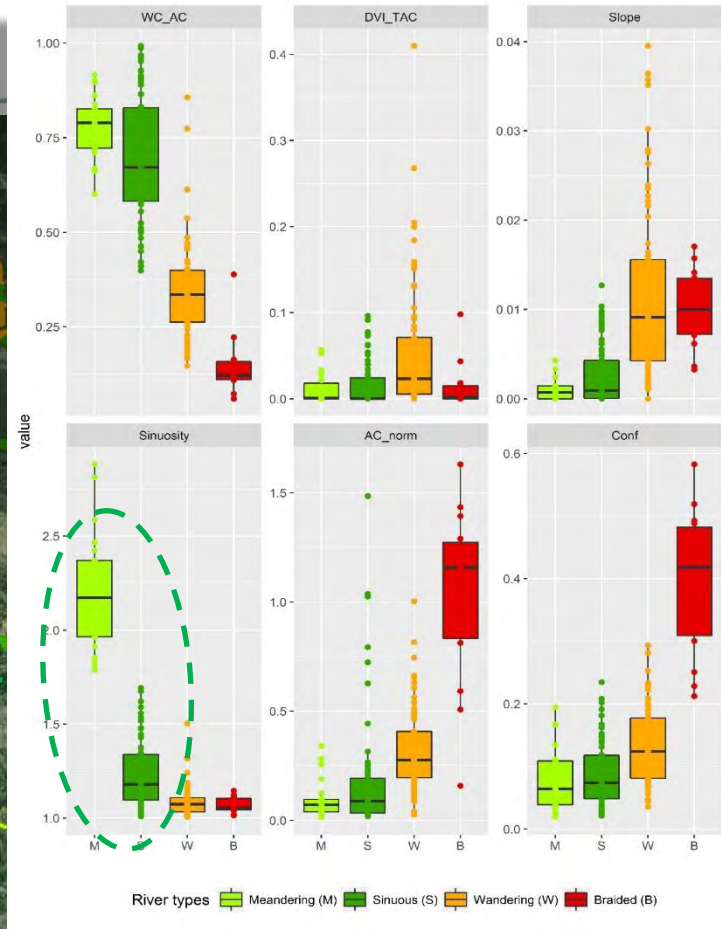 WC_AC
DVI_TAC
Slope
1.00
0.75
0.50
0.25
0.4
0.3
0.2
0.1
0.0
0.04
0.03
0.02
0.01
0.00
value
Sinuosity
AC_norm
Conf
2.5
2.0
1.5
1.0
M S W B
1.5
1.0
0.5
0.0
M S W B
0.6
0.4
0.2
0.0
M S W B
River types Meandering (M) Sinuous (S) Wandering (W) Braided (B)